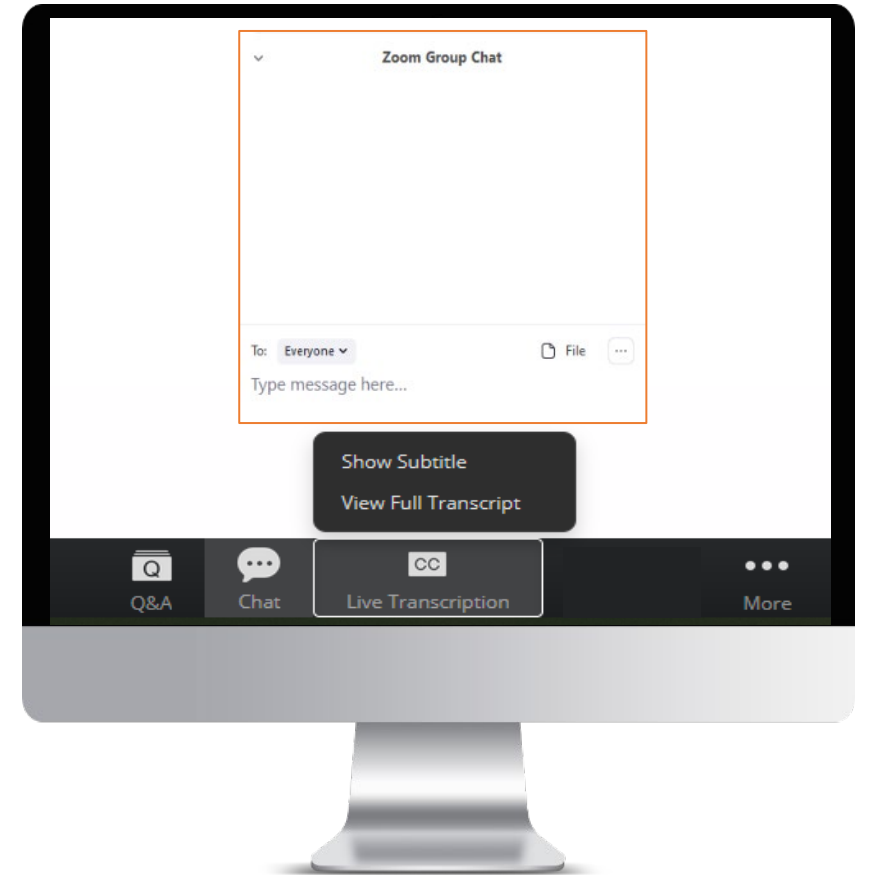 Zoom Group Chat
To: Everyone File
Type message here...
Show Subtitle
View Full Transcript
Q
CC
Q&A Chat Live Transcription More